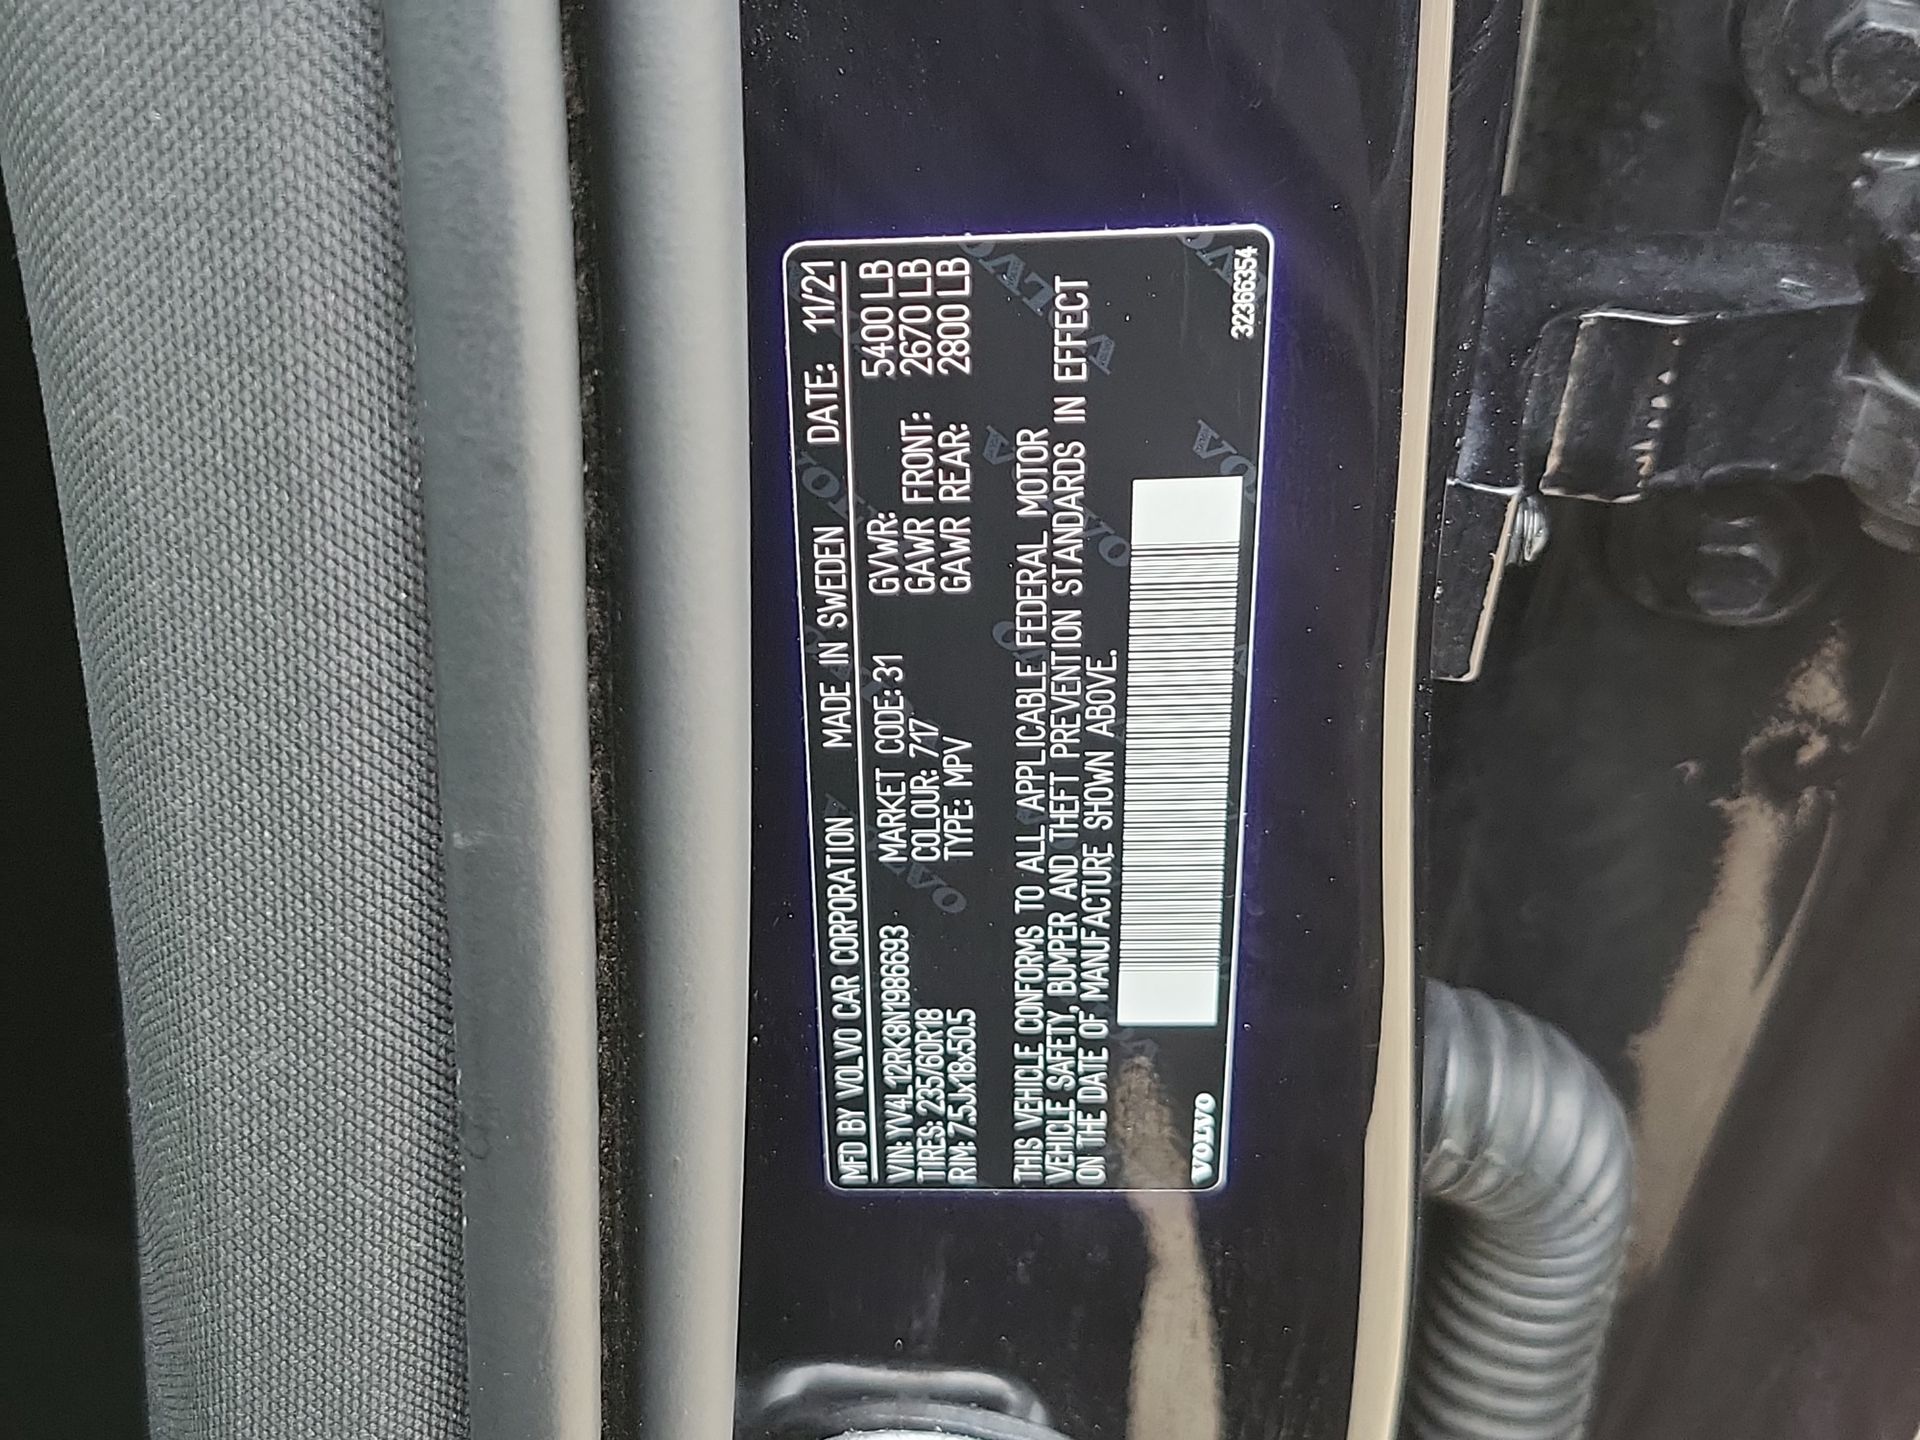 MFD BY VOLVO CAR CORPORATION MADE IN SWEDEN DATE: 11/21
VIN: YV4L12RK8N1986693 MARKET CODE: 31 GVWR: 5400 LB
TIRES: 235/60R18 COLOUR: 717 GAWR FRONT: 2670 LB
RIM: 7.5Jx18x50.5 TYPE: MPV GAWR REAR: 2800 LB
THIS VEHICLE CONFORMS TO ALL APPLICABLE FEDERAL MOTOR
VEHICLE SAFETY, BUMPER AND THEFT PREVENTION STANDARDS IN EFFECT
ON THE DATE OF MANUFACTURE SHOWN ABOVE.
VOLVO 32366354